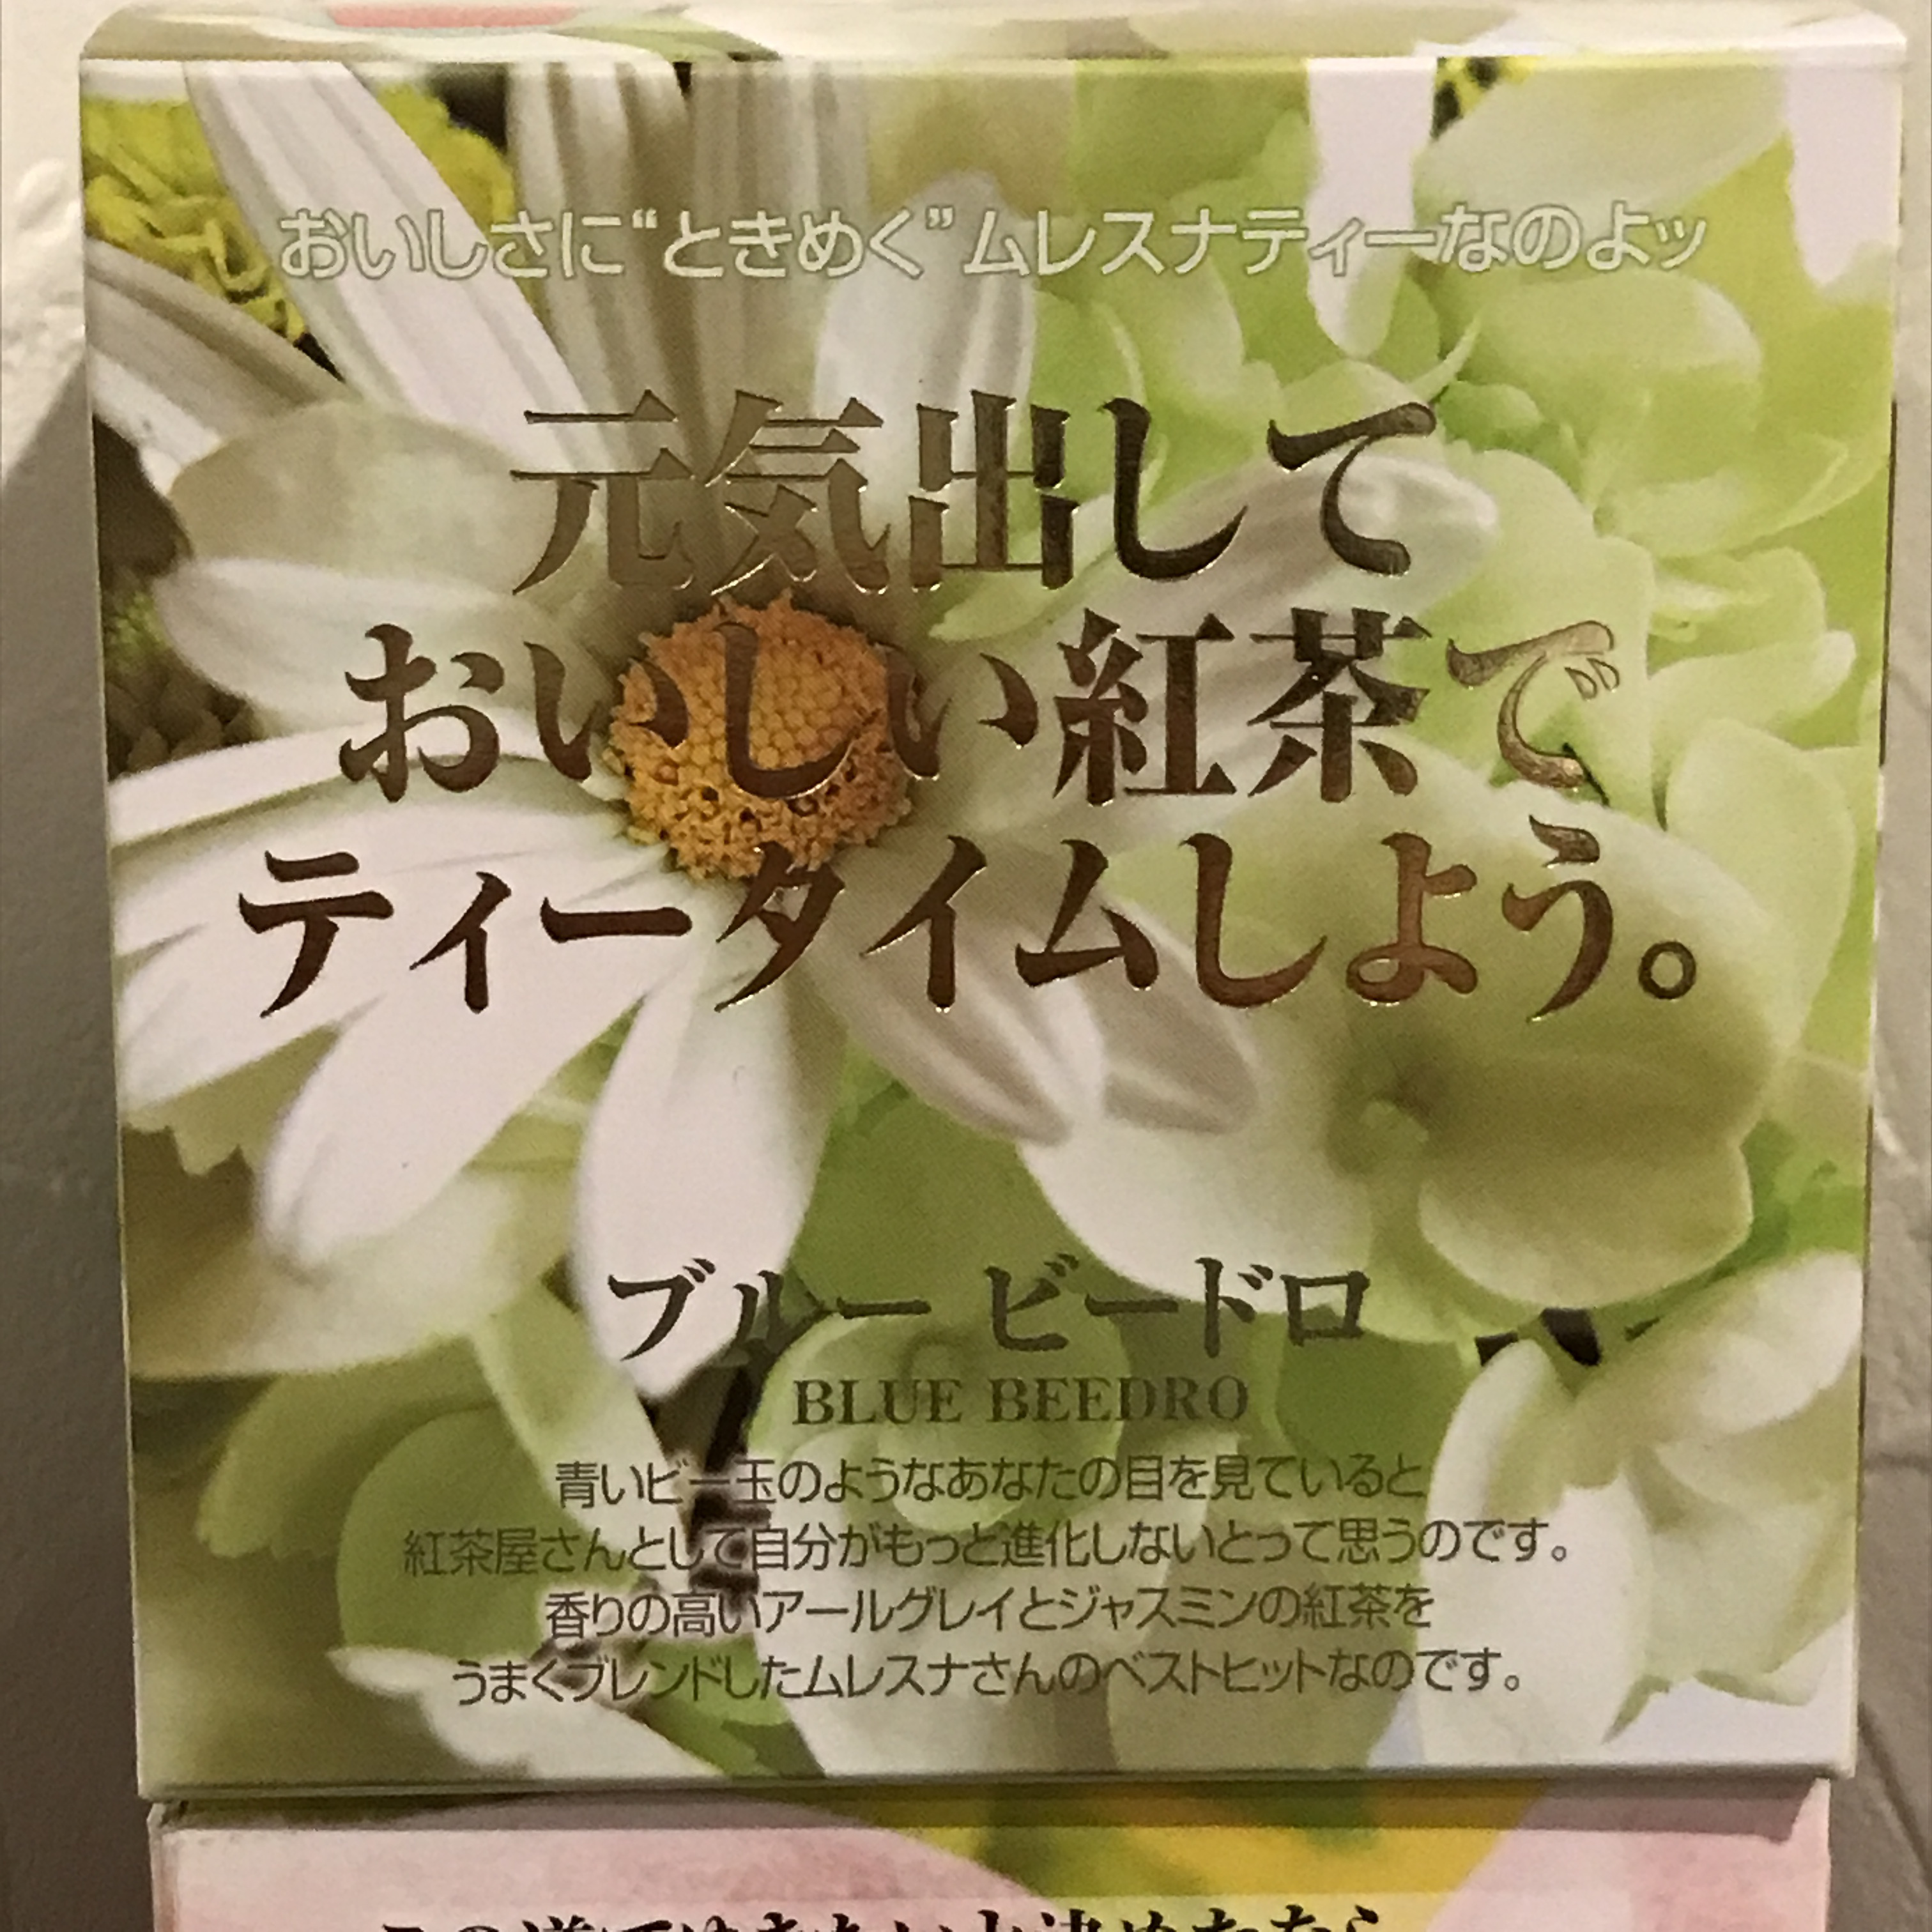 おいしさに“ときめく”ムレスナティーなのよッ
元気出して
おいしい紅茶で
ティータイムしよう。
ブルー ビードロ
BLUE BEEDRO
青いビー玉のようなあなたの目を見ていると
紅茶屋さんとして自分がもっと進化しないとって思うのです。
香りの高いアールグレイとジャスミンの紅茶を
うまくブレンドしたムレスナさんのベストヒットなのです。